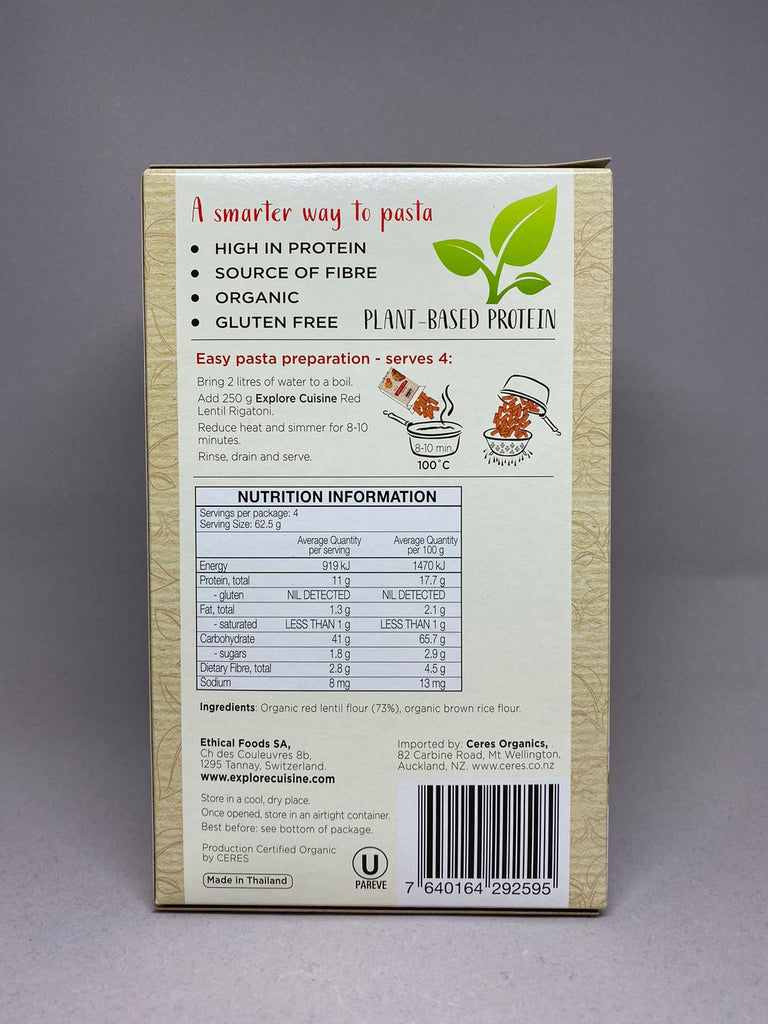 A smarter way to pasta
• HIGH IN PROTEIN
• SOURCE OF FIBRE
• ORGANIC
• GLUTEN FREE
PLANT-BASED PROTEIN
Easy pasta preparation - serves 4:
Bring 2 litres of water to a boil.
Add 250 g Explore Cuisine Red
Lentil Rigatoni.
Reduce heat and simmer for 8-10
minutes.
Rinse, drain and serve.
8-10 min
100°C
NUTRITION INFORMATION
Servings per package: 4
Serving Size: 62.5 g
Average Quantity per serving Average Quantity per 100 g
Energy 919 kJ 1470 kJ
Protein, total 11 g 17.7 g
- gluten NIL DETECTED NIL DETECTED
Fat, total 1.3 g 2.1 g
- saturated LESS THAN 1 g LESS THAN 1 g
Carbohydrate 41 g 65.7 g
- sugars 1.8 g 2.9 g
Dietary Fibre, total 2.8 g 4.5 g
Sodium 8 mg 13 mg
Ingredients: Organic red lentil flour (73%), organic brown rice flour.
Ethical Foods SA,
Ch des Couleuvres 8b,
1295 Tannay, Switzerland.
www.explorecuisine.com
Imported by: Ceres Organics,
82 Carbine Road, Mt Wellington,
Auckland, NZ. www.ceres.co.nz
Store in a cool, dry place.
Once opened, store in an airtight container.
Best before: see bottom of package.
Production Certified Organic
by CERES
Made in Thailand
U
PAREVE
7 640164 292595